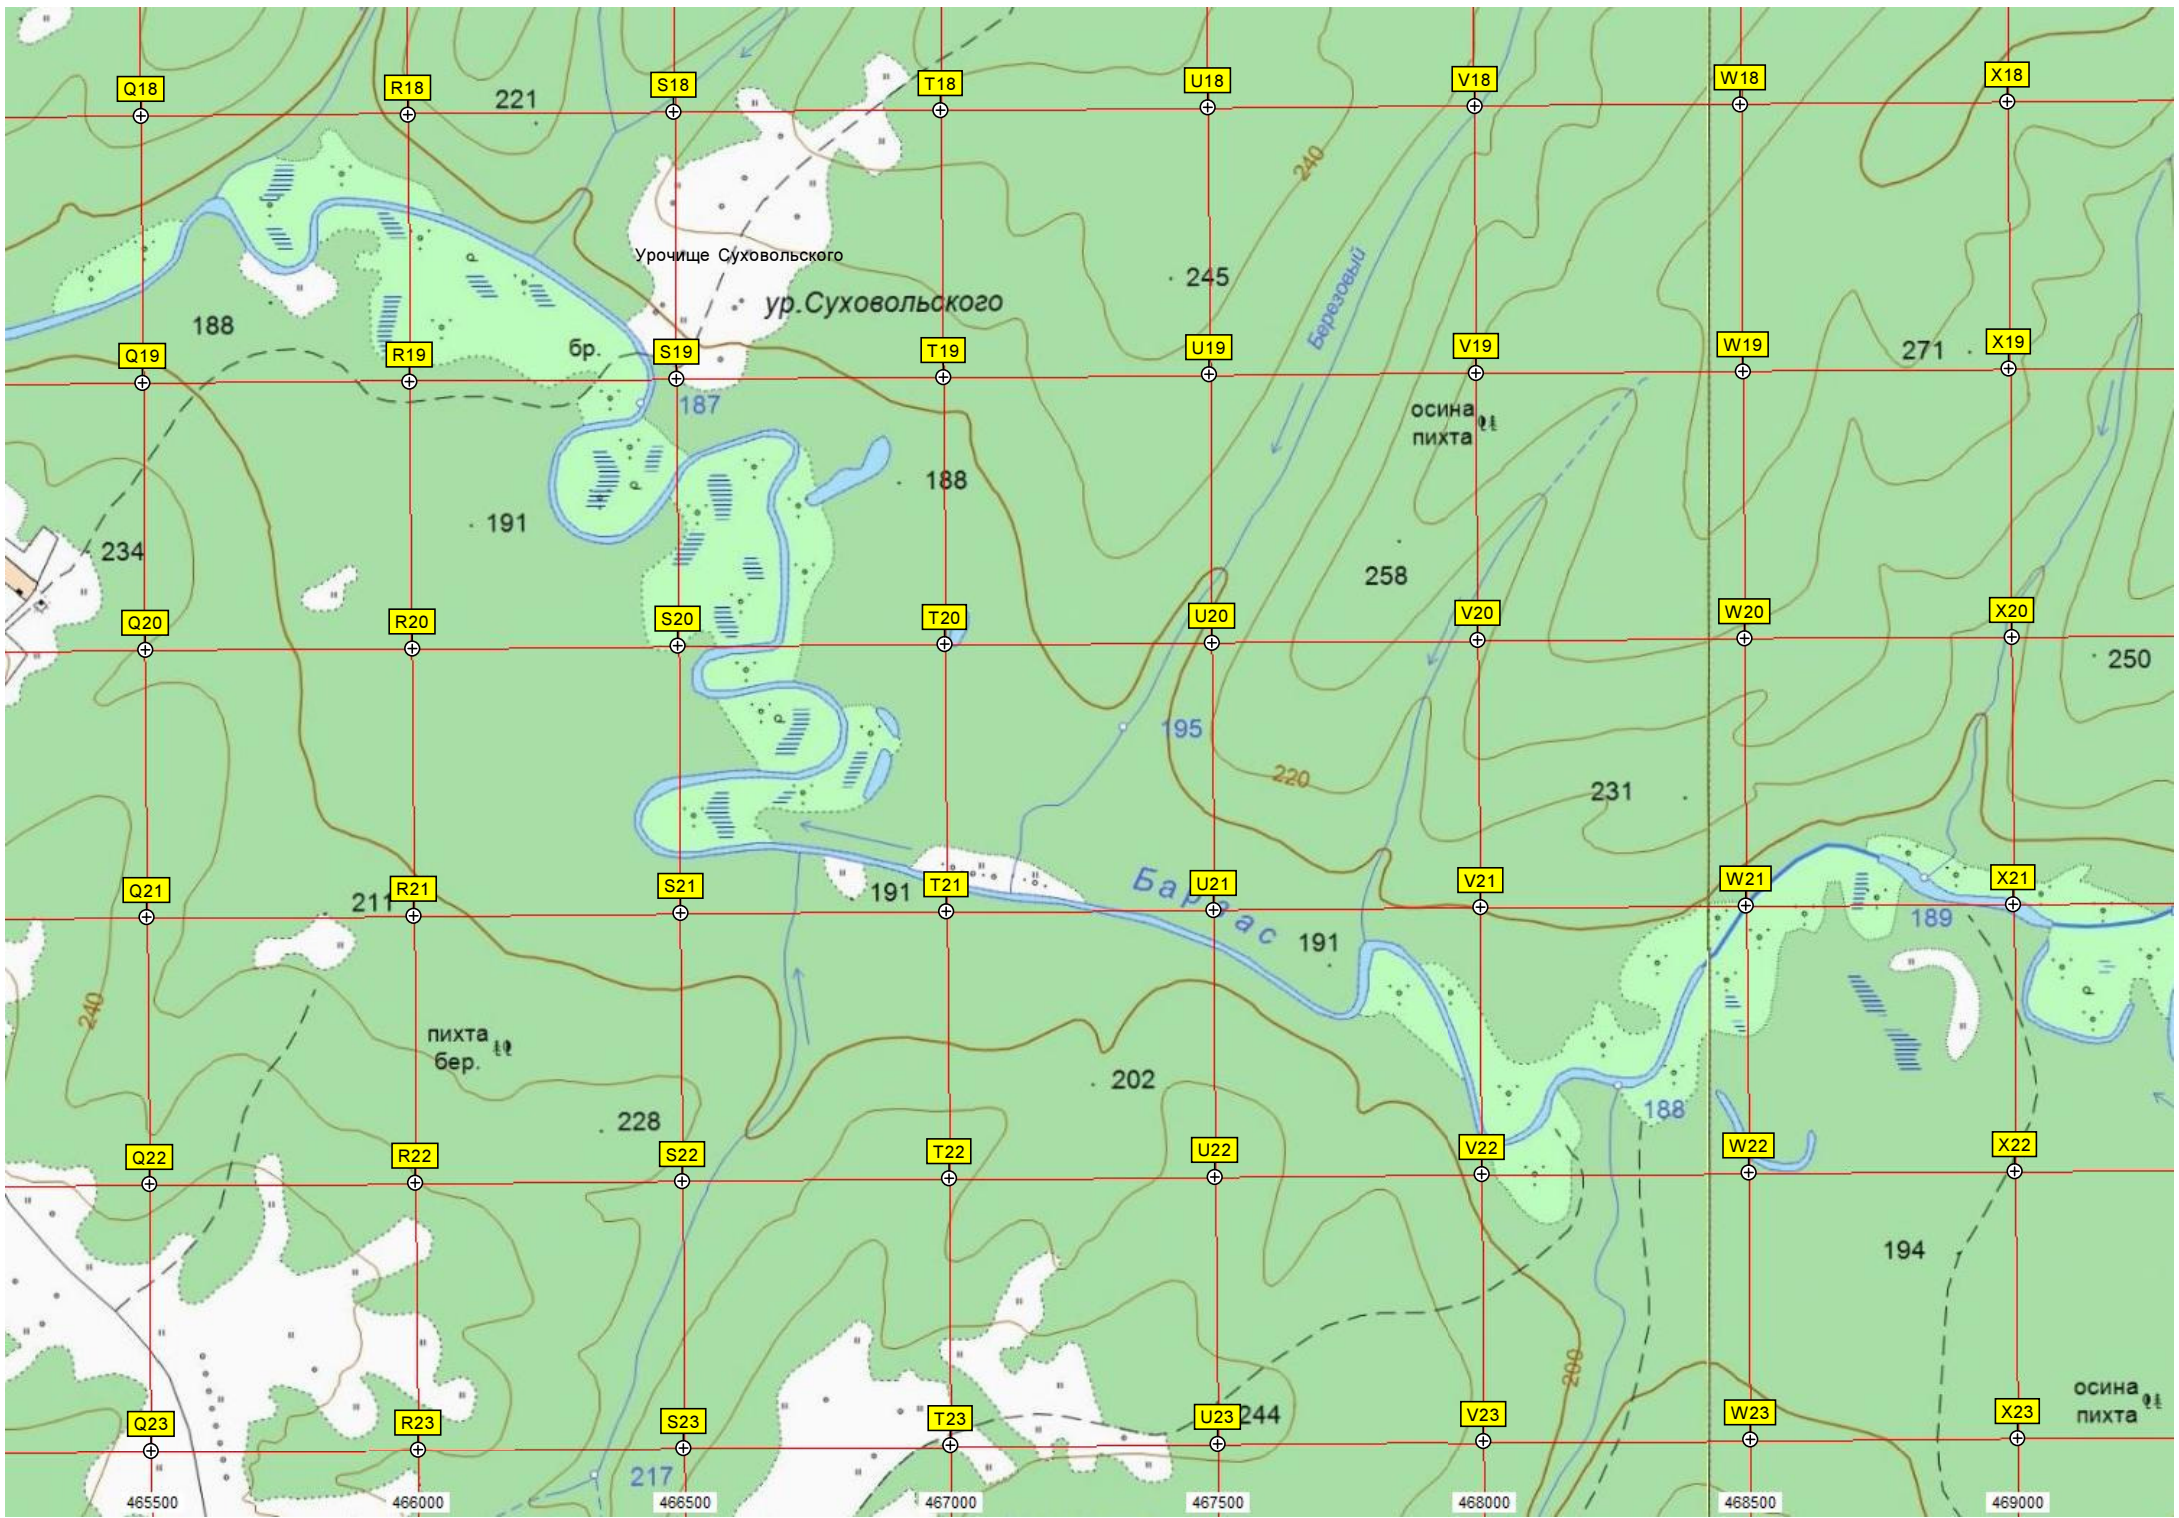 Q18 R18 S18 T18 U18 V18 W18 X18
221
240
Березовый
Урочище Суховольского
245
ур.Суховольского
188
бр.
271
Q19 R19 S19 T19 U19 V19 W19 X19
187
осина
пихта
188
191
234
258
Q20 R20 S20 T20 U20 V20 W20 X20
250
195
220
231
Q21 R21 S21 T21 U21 V21 W21 X21
211
191
Барзас
189
191
240
пихта
бер.
202
188
228
Q22 R22 S22 T22 U22 V22 W22 X22
194
200
осина
пихта
Q23 R23 S23 T23 U23 V23 W23 X23
244
217
465500 466000 466500 467000 467500 468000 468500 469000